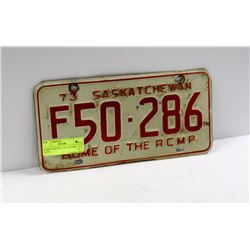 73 SASKATCHEWAN
F50·286
HOME OF THE RCMP